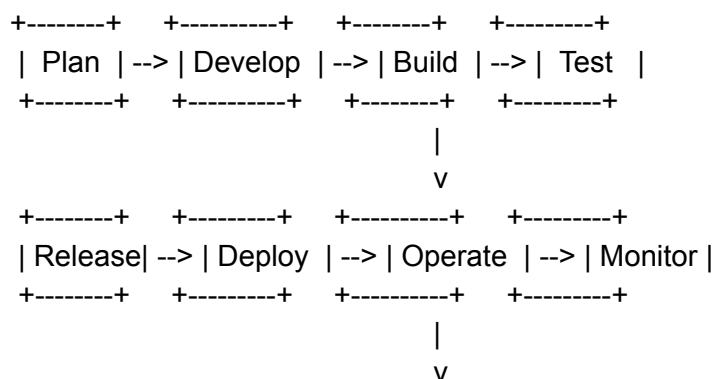 +--------+ +----------+ +--------+ +---------+
| Plan | --> | Develop | --> | Build | --> | Test |
+--------+ +----------+ +--------+ +---------+
|
v
+--------+ +---------+ +----------+ +---------+
| Release| --> | Deploy | --> | Operate | --> | Monitor |
+--------+ +---------+ +----------+ +---------+
|
v